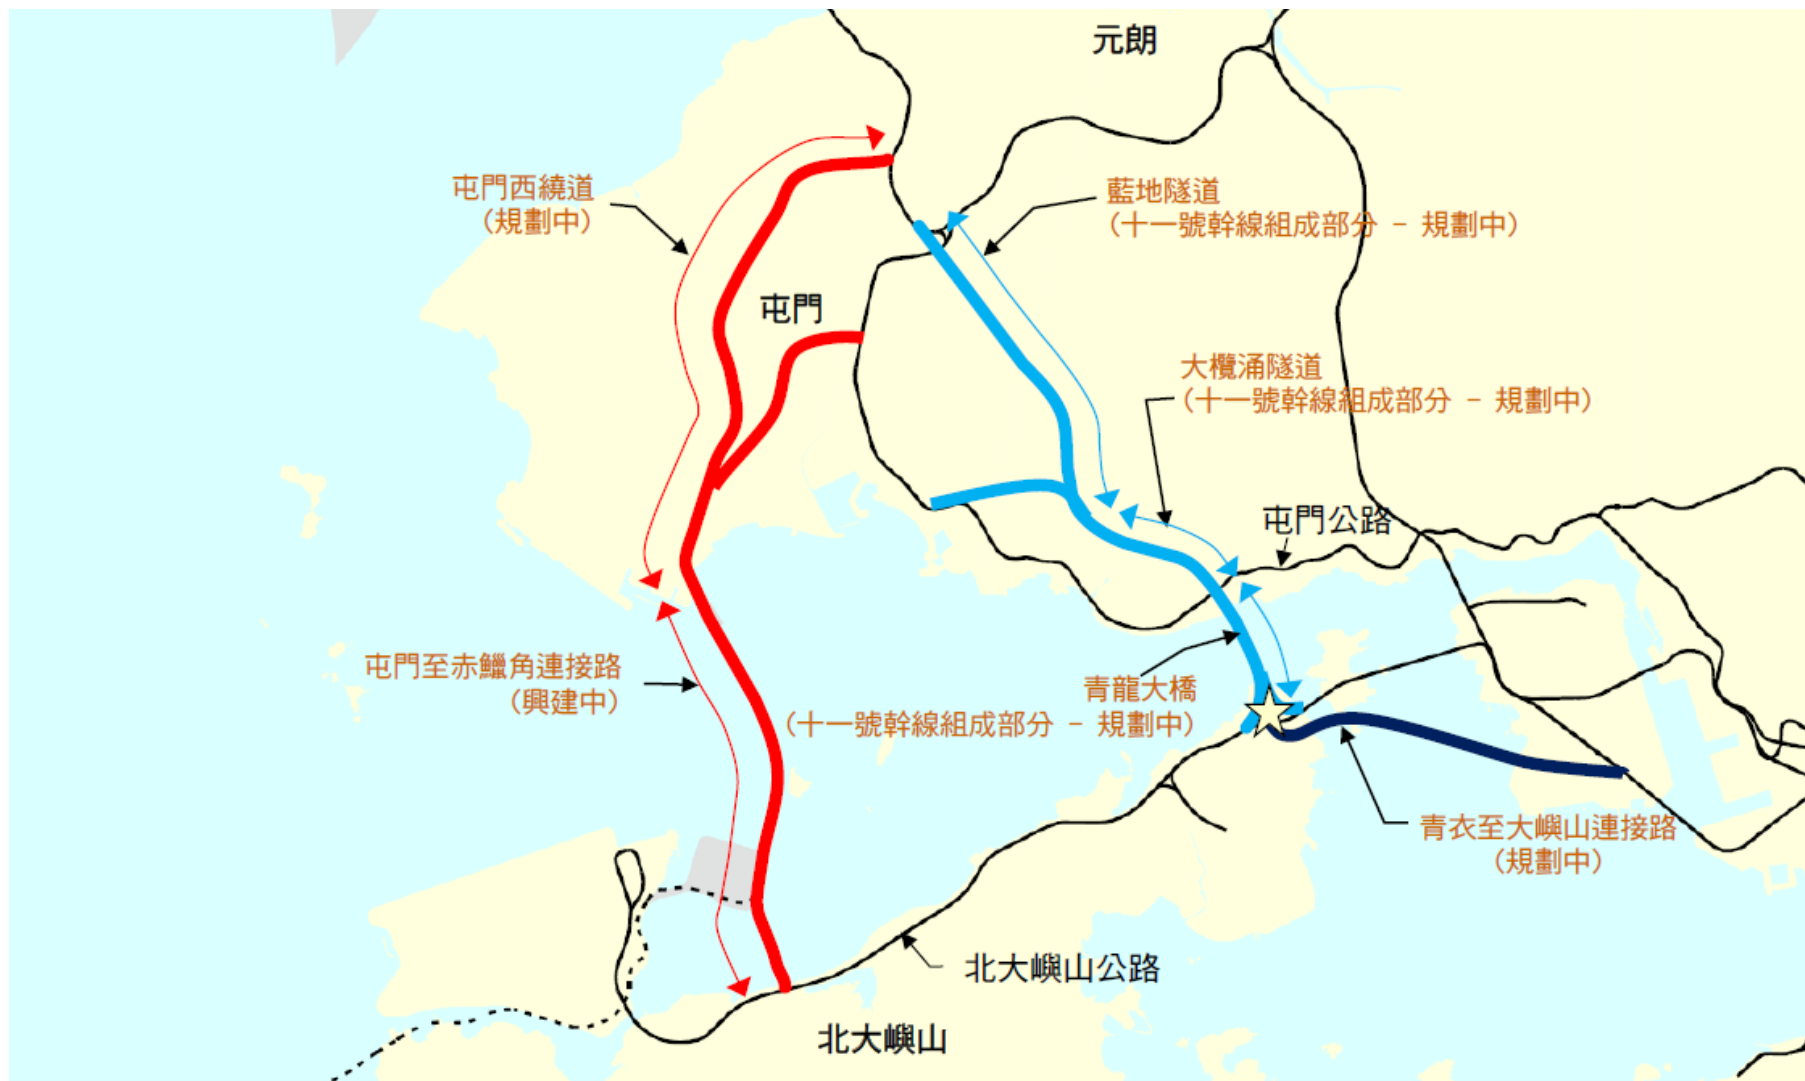 元朗
屯門西繞道
（規劃中）
藍地隧道
（十一號幹線組成部分 – 規劃中）
屯門
大欖涌隧道
（十一號幹線組成部分 – 規劃中）
屯門公路
屯門至赤鱲角連接路
（興建中）
青龍大橋
（十一號幹線組成部分 – 規劃中）
青衣至大嶼山連接路
（規劃中）
北大嶼山公路
北大嶼山